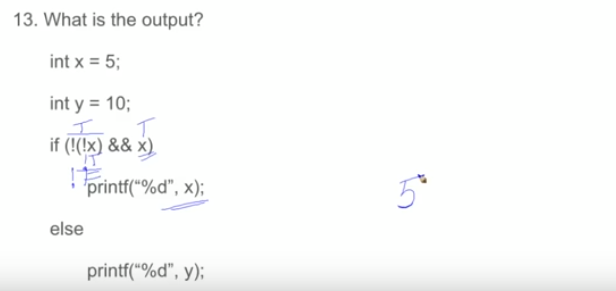 13. What is the output?
int x = 5;
int y = 10;
T T
if (!(!x) && x)
!T
!F
printf("%d", x);
5
else
printf("%d", y);